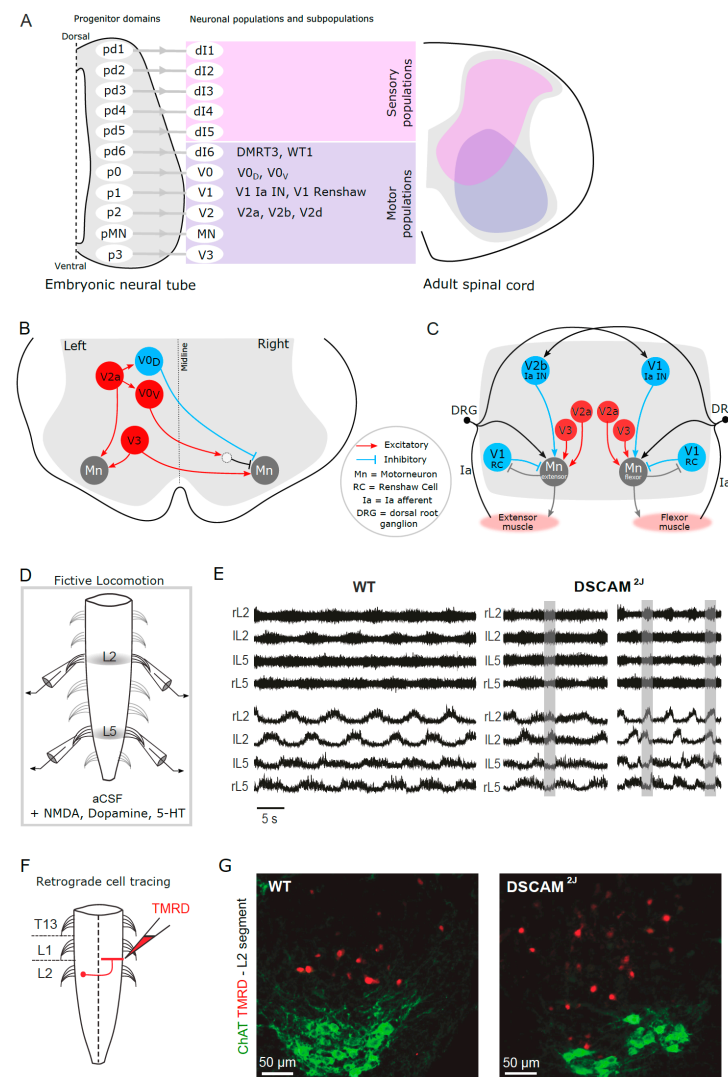 A
Progenitor domains
Neuronal populations and subpopulations
Dorsal
pd1 dI1
pd2 dI2
pd3 dI3
pd4 dI4
pd5 dI5
pd6 dI6 DMRT3, WT1
p0 V0 V0D, V0V
p1 V1 V1 Ia IN, V1 Renshaw
p2 V2 V2a, V2b, V2d
pMN MN
p3 V3
Ventral
Sensory
populations
Motor
populations
Embryonic neural tube
Adult spinal cord
B
Left
Right
Midline
V2a
V0D
V0V
V3
Mn
Mn
Excitatory
Inhibitory
Mn = Motorneuron
RC = Renshaw Cell
Ia = Ia afferent
DRG = dorsal root
ganglion
C
V2b
Ia IN
V1
Ia IN
DRG
V2a
V2a
V3
V3
Ia
V1
RC
Mn
extensor
Mn
flexor
V1
RC
Extensor
muscle
Flexor
muscle
D
Fictive Locomotion
L2
L5
aCSF
+ NMDA, Dopamine, 5-HT
E
WT
DSCAM 2J
rL2
lL2
lL5
rL5
rL2
lL2
lL5
rL5
rL2
lL2
lL5
rL5
rL2
lL2
lL5
rL5
5 s
F
Retrograde cell tracing
TMRD
T13
L1
L2
G
ChAT TMRD - L2 segment
WT
50 µm
DSCAM 2J
50 µm